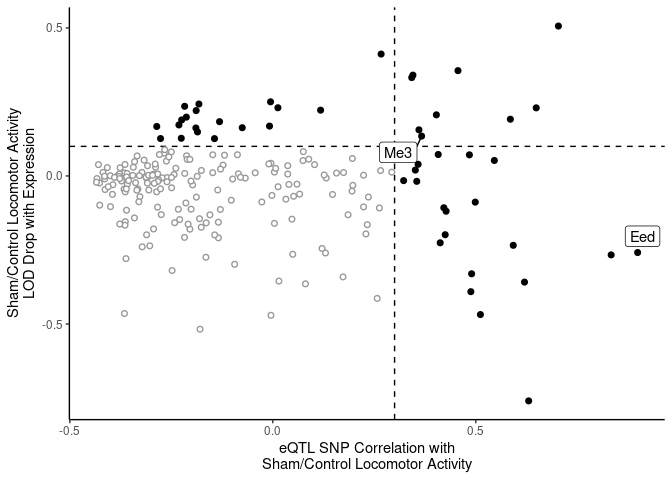 Sham/Control Locomotor Activity
LOD Drop with Expression
0.5
0.0
-0.5
Me3
Eed
-0.5
0.0
0.5
eQTL SNP Correlation with
Sham/Control Locomotor Activity